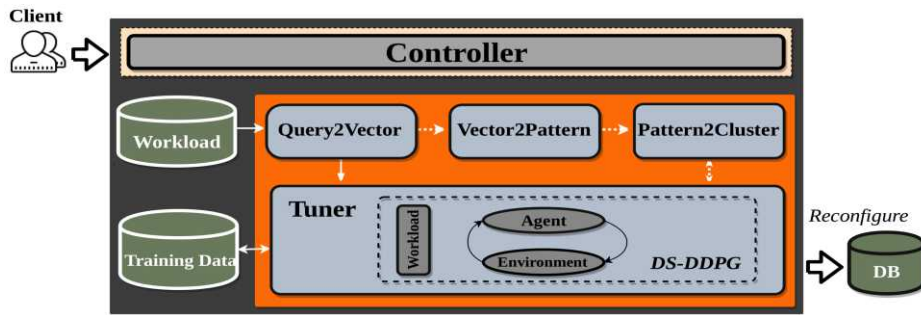 Client
Controller
Workload
Query2Vector
Vector2Pattern
Pattern2Cluster
Training Data
Tuner
Workload
Agent
Environment
DS-DDPG
Reconfigure
DB